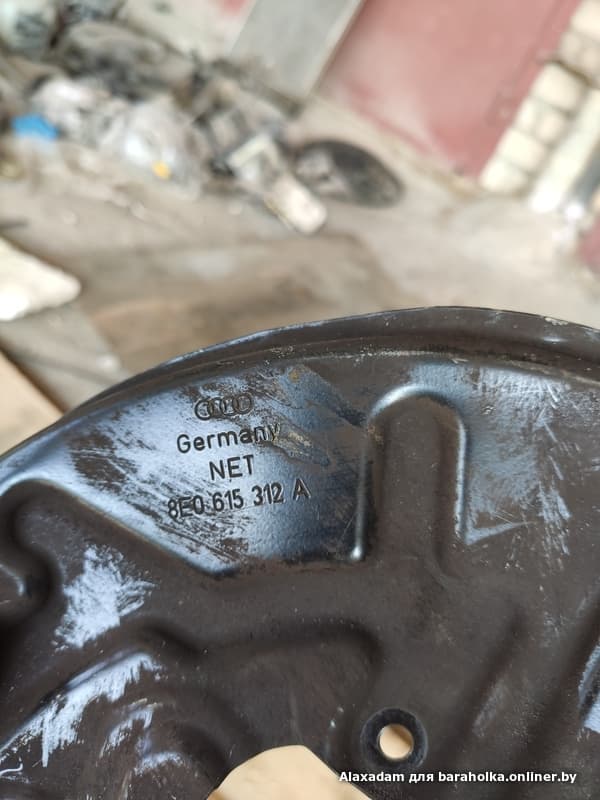 Germany
NET
8E0 615 312 A
Alaxadam для baraholka.onliner.by